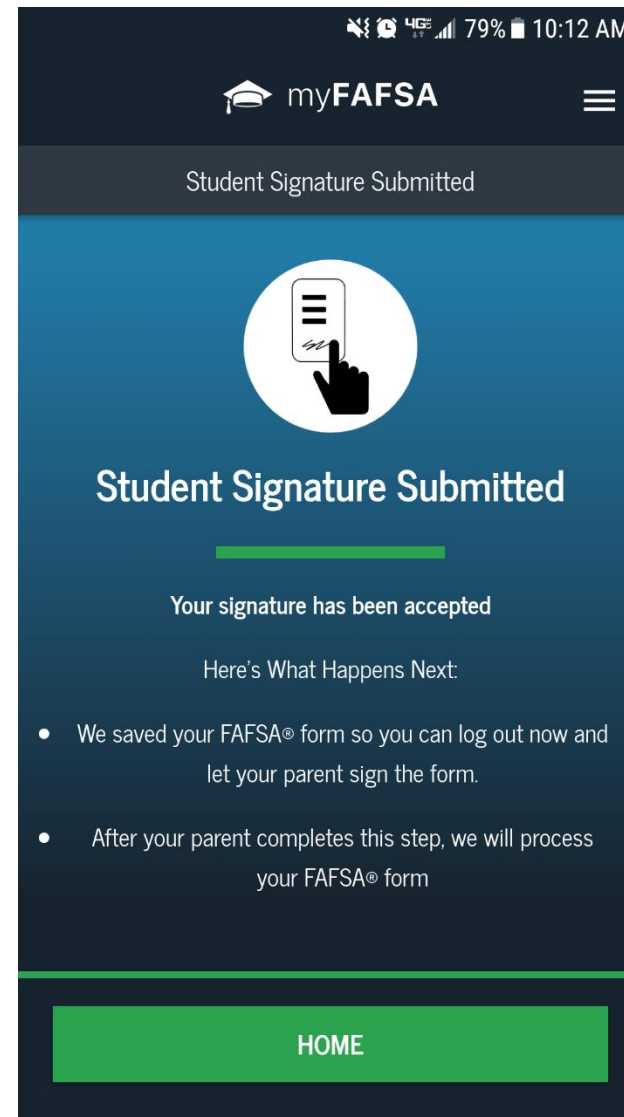 4G 79% 10:12 AM
myFAFSA
Student Signature Submitted
Student Signature Submitted
Your signature has been accepted
Here's What Happens Next:
• We saved your FAFSA® form so you can log out now and
let your parent sign the form.
• After your parent completes this step, we will process
your FAFSA® form
HOME